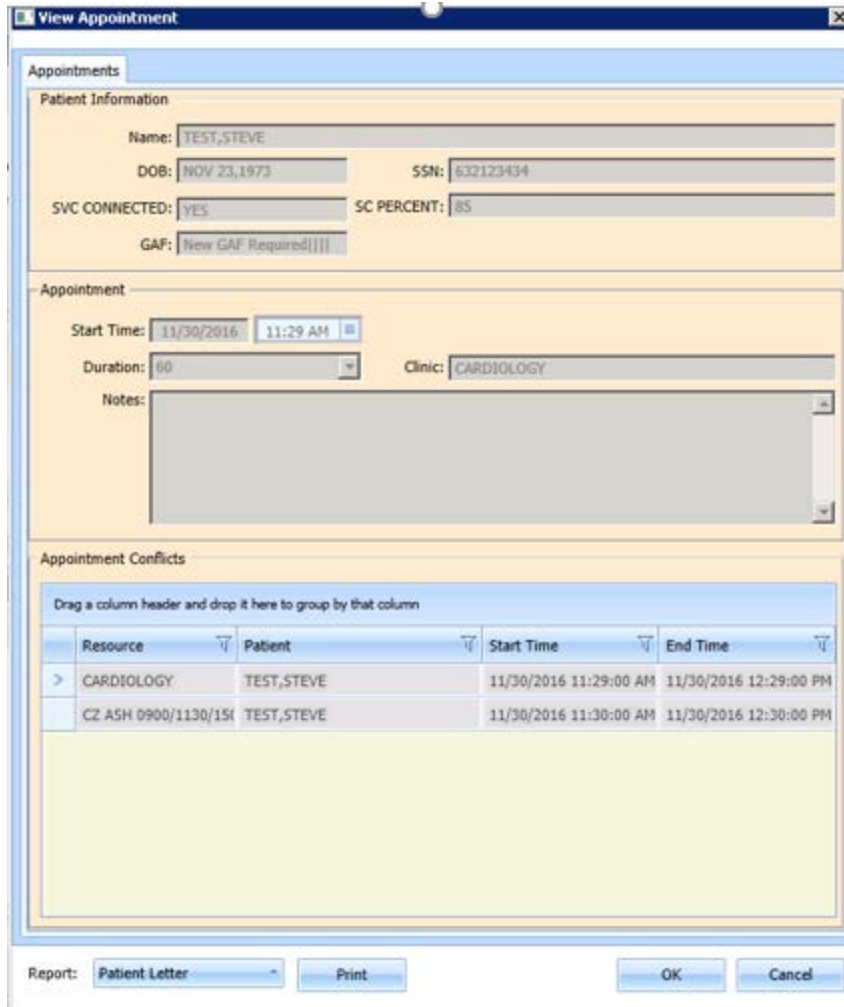 View Appointment
Appointments
Patient Information
Name: TEST,STEVE
DOB: NOV 23,1973 SSN: 632123434
SVC CONNECTED: YES SC PERCENT: 85
GAF: New GAF Required||||
Appointment
Start Time: 11/30/2016 11:29 AM
Duration: 60 Clinic: CARDIOLOGY
Notes:
Appointment Conflicts
Drag a column header and drop it here to group by that column
Resource Patient Start Time End Time
> CARDIOLOGY TEST,STEVE 11/30/2016 11:29:00 AM 11/30/2016 12:29:00 PM
CZ ASH 0900/1130/15( TEST,STEVE 11/30/2016 11:30:00 AM 11/30/2016 12:30:00 PM
Report: Patient Letter Print OK Cancel